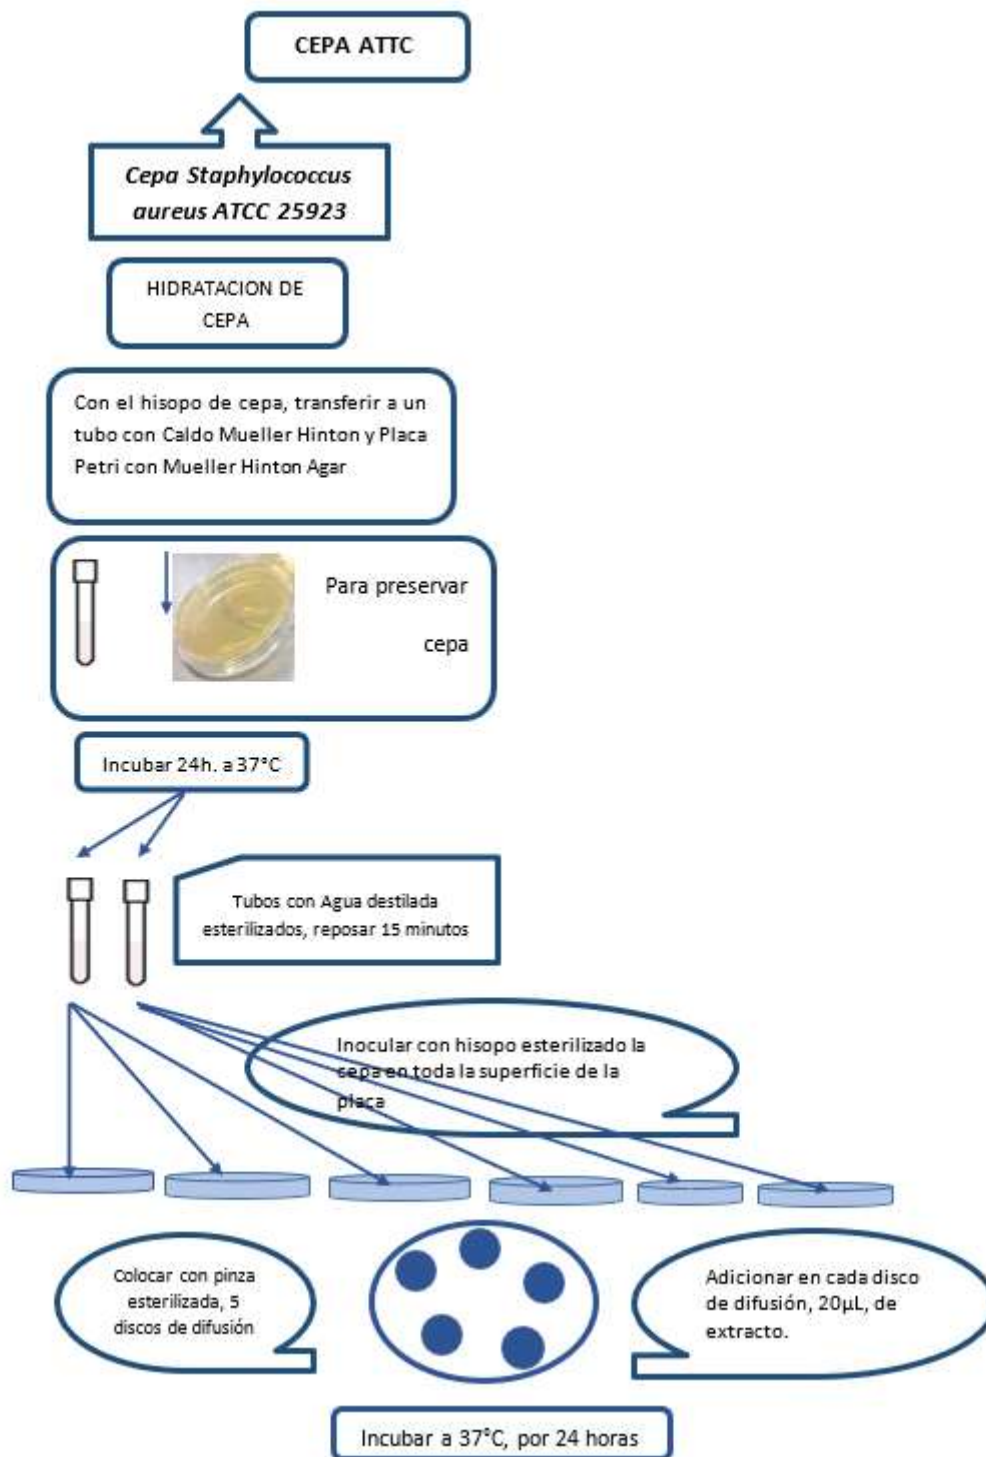 CEPA ATTC
Cepa Staphylococcus
aureus ATCC 25923
HIDRATACION DE
CEPA
Con el hisopo de cepa, transferir a un
tubo con Caldo Mueller Hinton y Placa
Petri con Mueller Hinton Agar
Para preservar
cepa
Incubar 24h. a 37°C
Tubos con Agua destilada
esterilizados, reposar 15 minutos
Inocular con hisopo esterilizado la
cepa en toda la superficie de la
placa
Colocar con pinza
esterilizada, 5
discos de difusión
Adicionar en cada disco
de difusión, 20µL, de
extracto.
Incubar a 37°C, por 24 horas